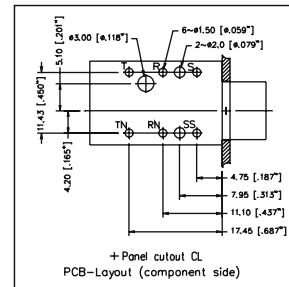 ø3.00 [ø.118"]
6~ø1.50 [ø.059"]
2~ø2.0 [ø.079"]
5.10 [.201"]
11.43 [.450"]
4.20 [.165"]
T R S
TN RN SS
4.75 [.187"]
7.95 [.313"]
11.10 [.437"]
17.45 [.687"]
+ Panel cutout CL
PCB-Layout (component side)